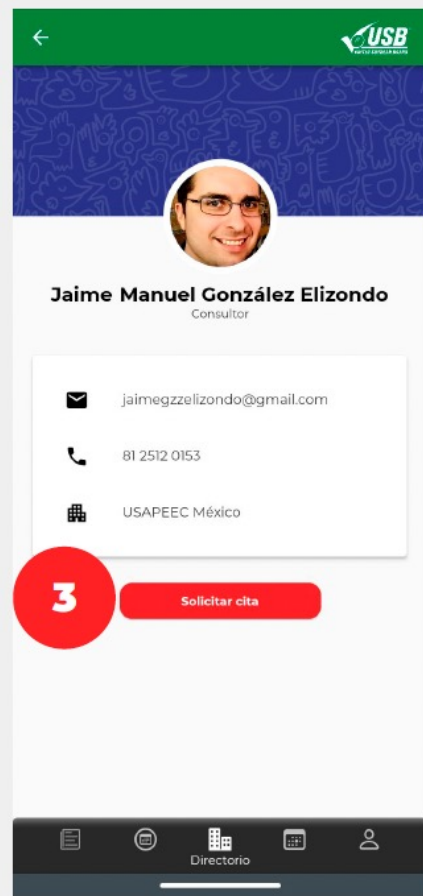 USB
Jaime Manuel González Elizondo
Consultor
jaimegzzelizondo@gmail.com
81 2512 0153
USAPEEC México
3
Solicitar cita
Directorio